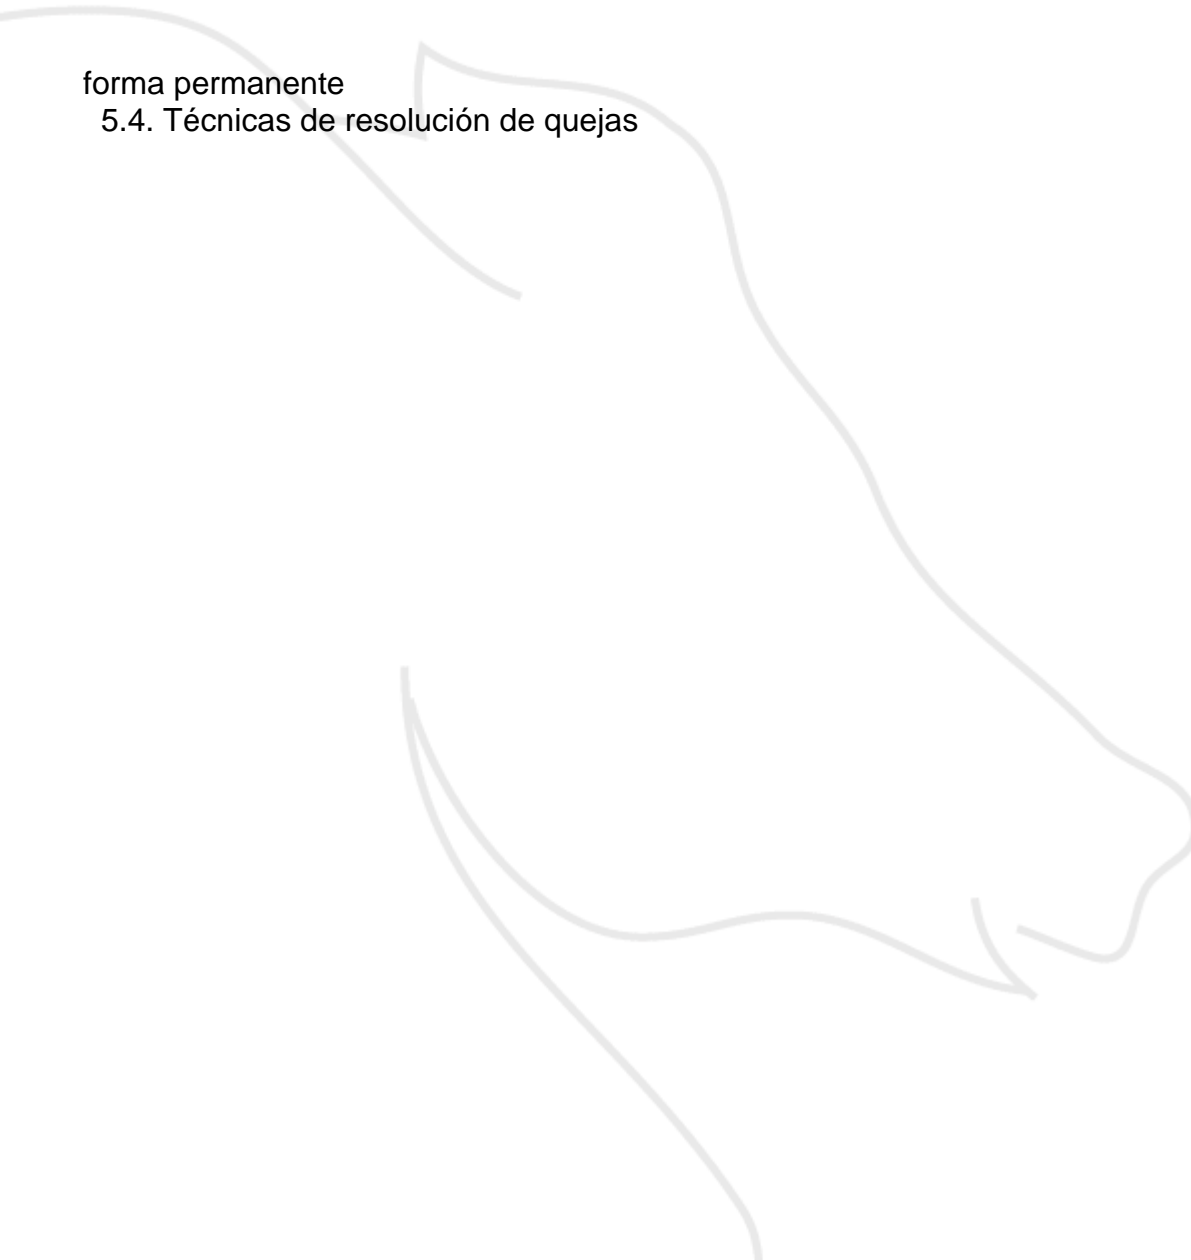 forma permanente
5.4. Técnicas de resolución de quejas